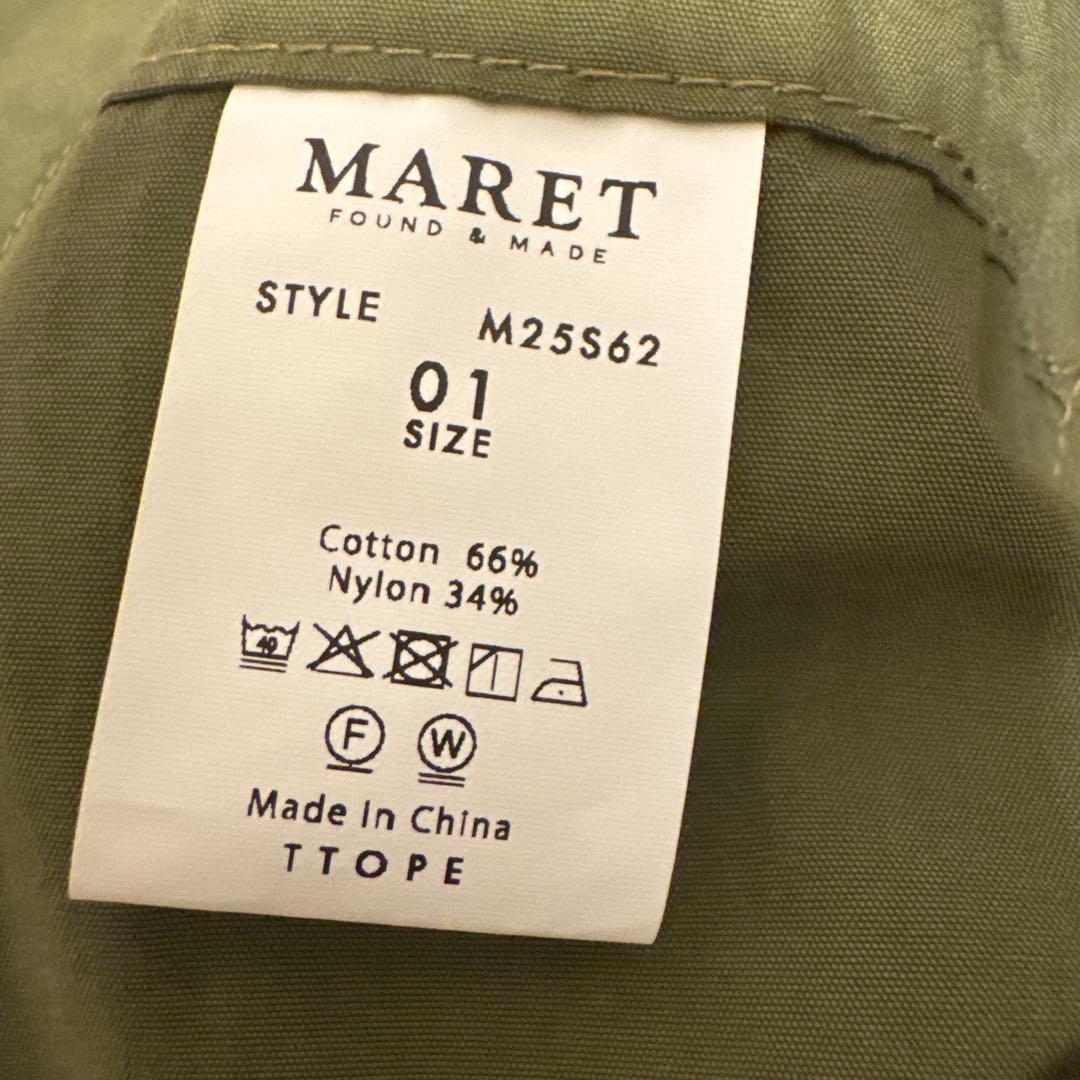 MARET
FOUND & MADE
STYLE M25S62
01
SIZE
Cotton 66%
Nylon 34%
40
F W
Made In China
TTOPE